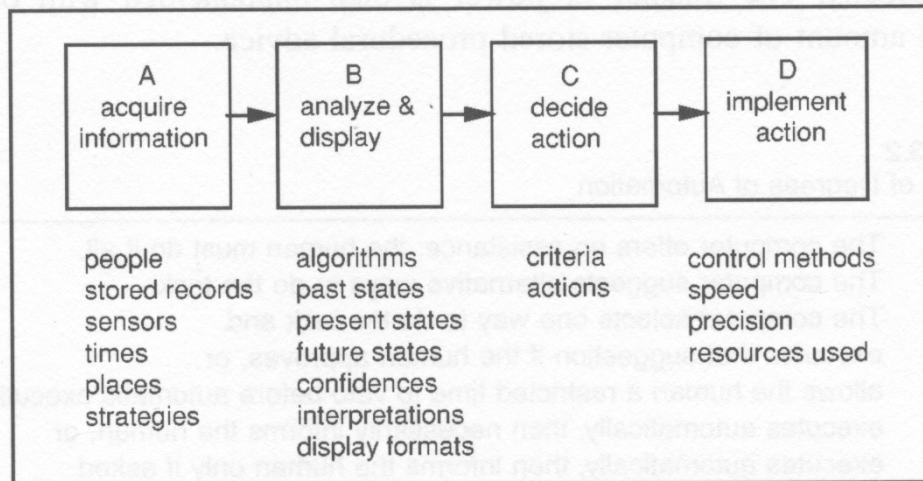 A
acquire
information
B
analyze &
display
C
decide
action
D
implement
action
people
stored records
sensors
times
places
strategies
algorithms
past states
present states
future states
confidences
interpretations
display formats
criteria
actions
control methods
speed
precision
resources used